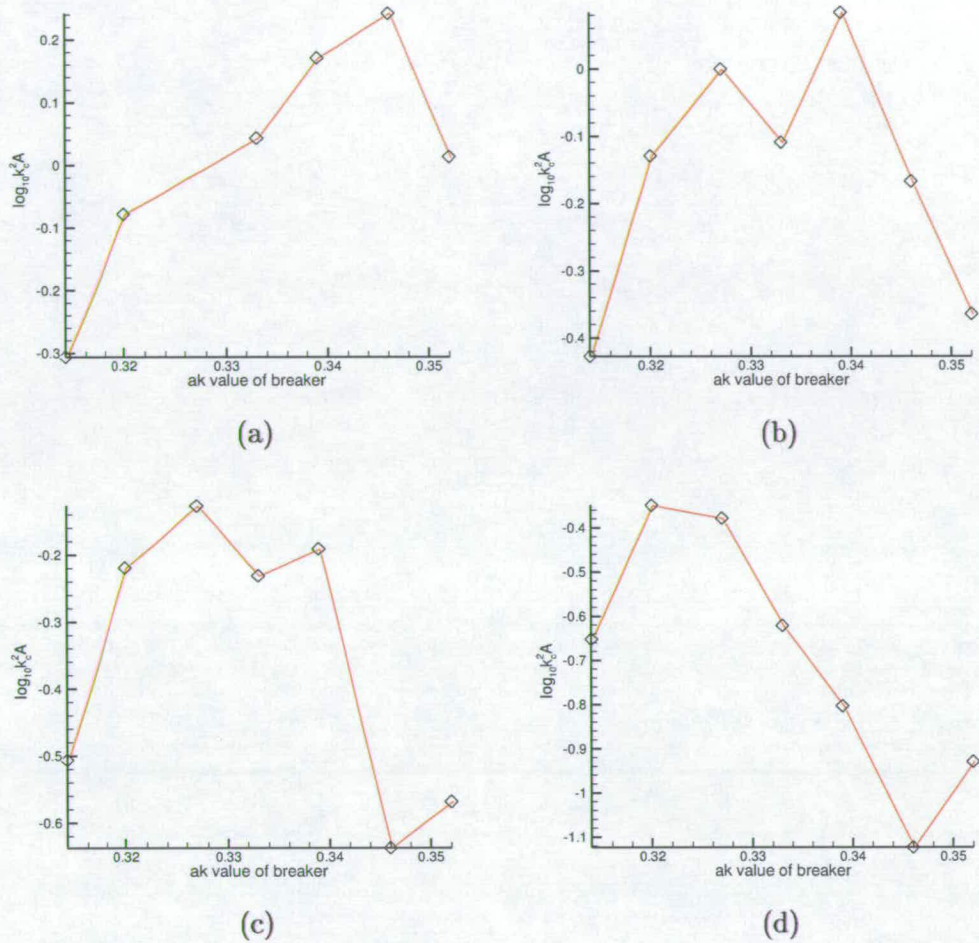 0.2
0.1
0
-0.1
-0.2
-0.3
log₁₀k_c²A
0.32 0.33 0.34 0.35
ak value of breaker
(a)
0
-0.1
-0.2
-0.3
-0.4
log₁₀k_c²A
0.32 0.33 0.34 0.35
ak value of breaker
(b)
-0.2
-0.3
-0.4
-0.5
-0.6
log₁₀k_c²A
0.32 0.33 0.34 0.35
ak value of breaker
(c)
-0.4
-0.5
-0.6
-0.7
-0.8
-0.9
-1
-1.1
log₁₀k_c²A
0.32 0.33 0.34 0.35
ak value of breaker
(d)